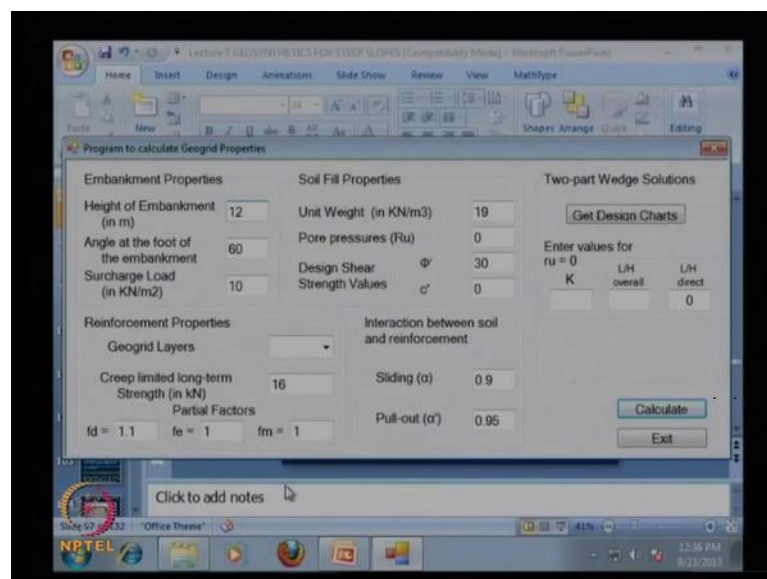 Lecture 2 GEOSYNTHETICS FOR STEEP SLOPES (Compatibility Mode) - Microsoft PowerPoint
Home Insert Design Animations Slide Show Review View MathType
Paste New Shapes Arrange Quick Editing
Program to calculate Geogrid Properties
Embankment Properties
Height of Embankment (in m) 12
Angle at the foot of the embankment 60
Surcharge Load (in KN/m2) 10
Soil Fill Properties
Unit Weight (in KN/m3) 19
Pore pressures (Ru) 0
Design Shear Strength Values Φ' 30
c' 0
Two-part Wedge Solutions
Get Design Charts
Enter values for
ru = 0
K L/H overall L/H direct
0
Reinforcement Properties
Geogrid Layers
Creep limited long-term Strength (in kN) 16
Partial Factors
fd = 1.1 fe = 1 fm = 1
Interaction between soil and reinforcement
Sliding (α) 0.9
Pull-out (α') 0.95
Calculate
Exit
Click to add notes
"Office Theme" 41%
NPTEL
12:36 PM
9/23/2013